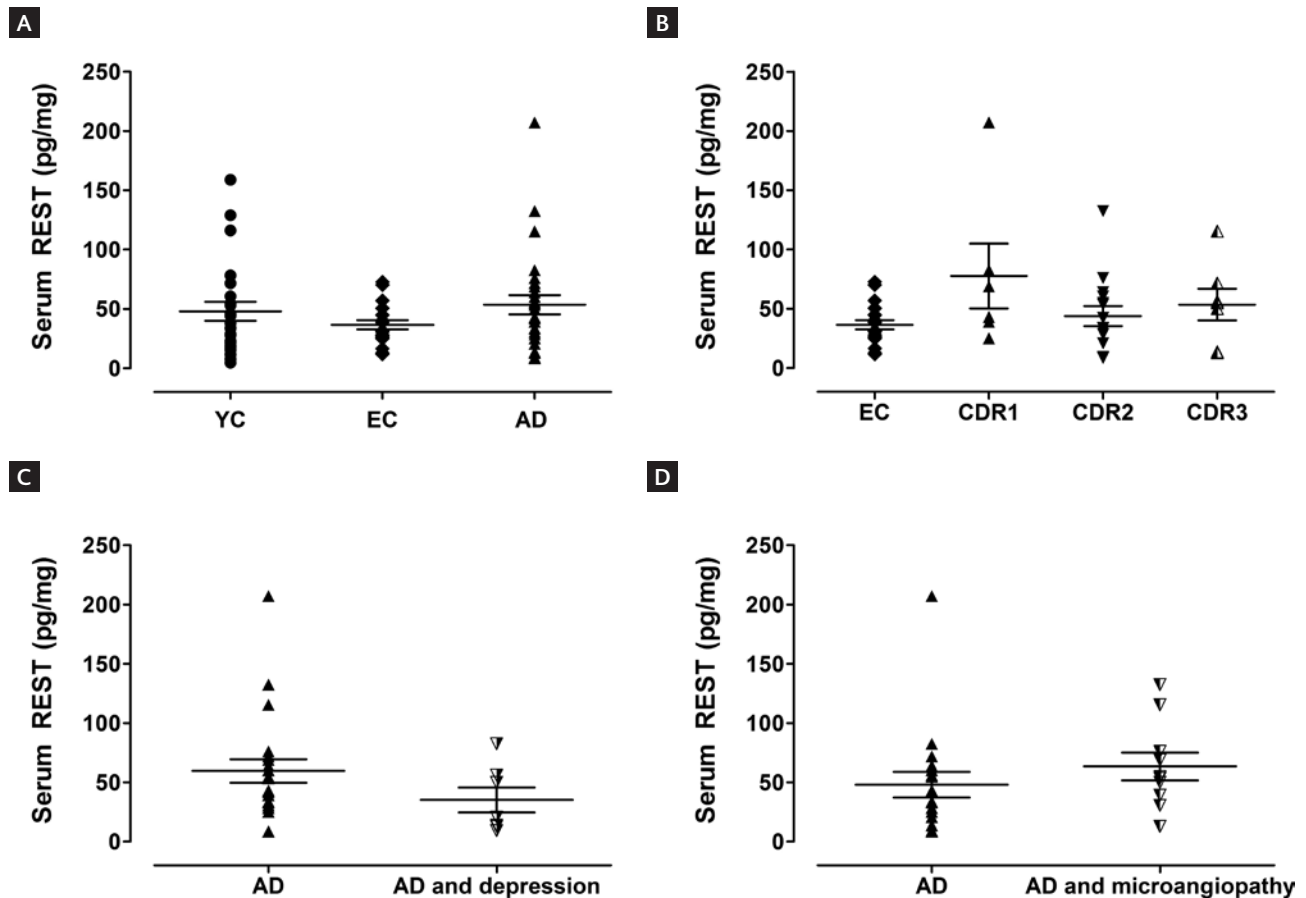 A
Serum REST (pg/mg)
250
200
150
100
50
0
YC EC AD
B
Serum REST (pg/mg)
250
200
150
100
50
0
EC CDR1 CDR2 CDR3
C
Serum REST (pg/mg)
250
200
150
100
50
0
AD AD and depression
D
Serum REST (pg/mg)
250
200
150
100
50
0
AD AD and microangiopathy